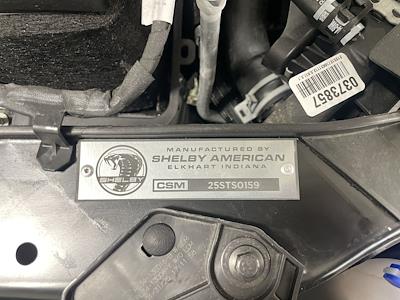 MANUFACTURED BY
SHELBY AMERICAN
ELKHART INDIANA
SHELBY
CSM 25STS0159
0373857